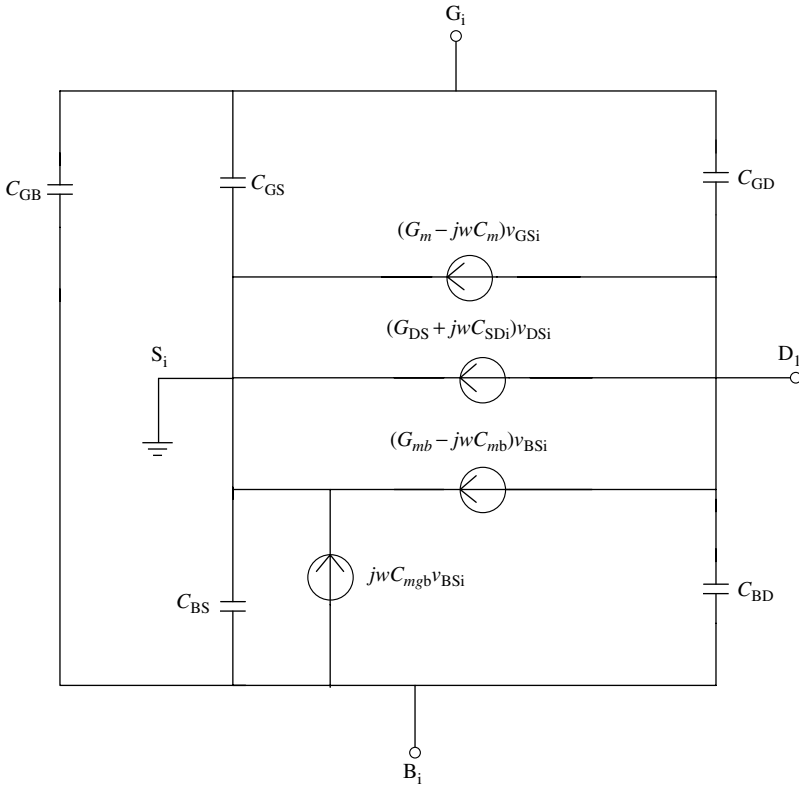 G_i
C_GB
C_GS
C_GD
(G_m − jwC_m)v_GSi
(G_DS + jwC_SDi)v_DSi
S_i
D_1
(G_mb − jwC_mb)v_BSi
jwC_mgb v_BSi
C_BS
C_BD
B_i